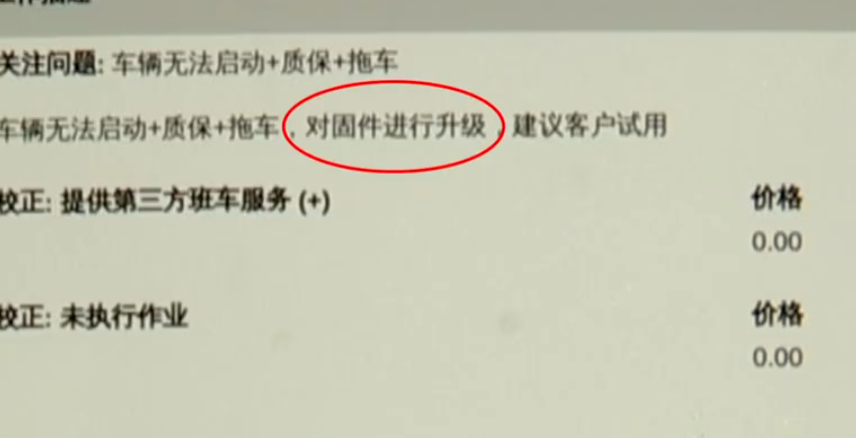 关注问题: 车辆无法启动+质保+拖车
车辆无法启动+质保+拖车，对固件进行升级，建议客户试用
校正: 提供第三方班车服务 (+) 价格
0.00
校正: 未执行作业 价格
0.00